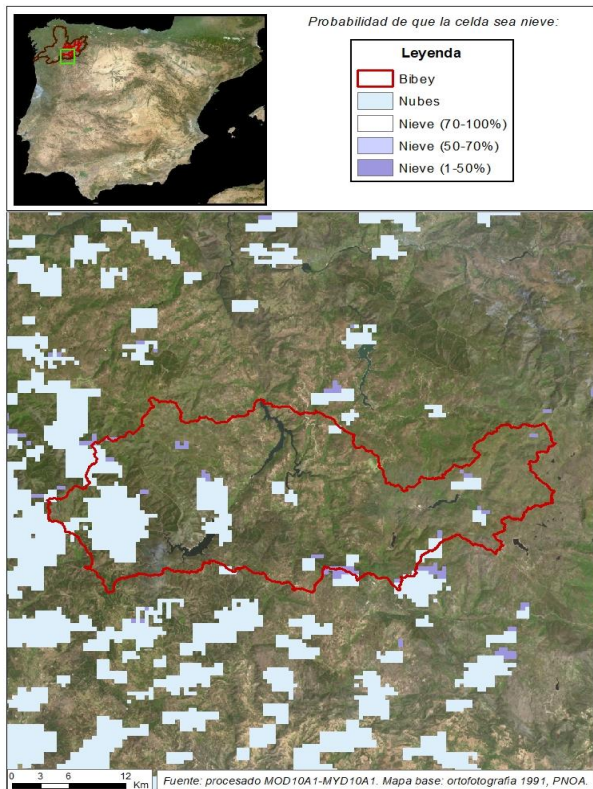 Probabilidad de que la celda sea nieve:
Leyenda
Bibey
Nubes
Nieve (70-100%)
Nieve (50-70%)
Nieve (1-50%)
0 3 6 12
Km
Fuente: procesado MOD10A1-MYD10A1. Mapa base: ortofotografia 1991, PNOA.